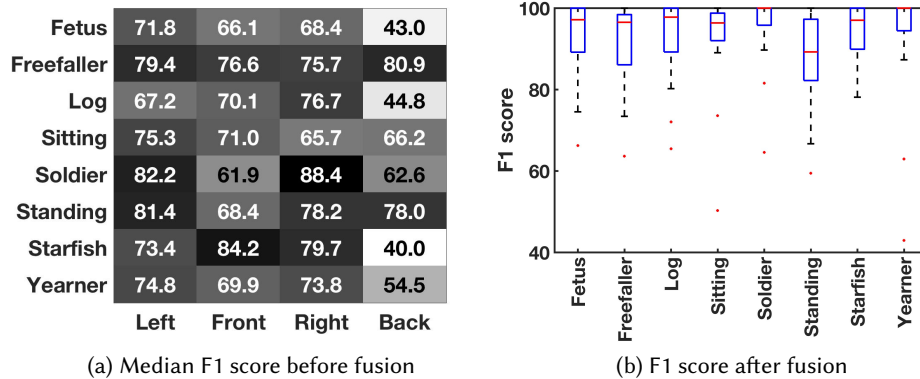 Fetus 71.8 66.1 68.4 43.0
Freefaller 79.4 76.6 75.7 80.9
Log 67.2 70.1 76.7 44.8
Sitting 75.3 71.0 65.7 66.2
Soldier 82.2 61.9 88.4 62.6
Standing 81.4 68.4 78.2 78.0
Starfish 73.4 84.2 79.7 40.0
Yearner 74.8 69.9 73.8 54.5
Left Front Right Back
(a) Median F1 score before fusion
F1 score
100
80
60
40
Fetus
Freefaller
Log
Sitting
Soldier
Standing
Starfish
Yearner
(b) F1 score after fusion